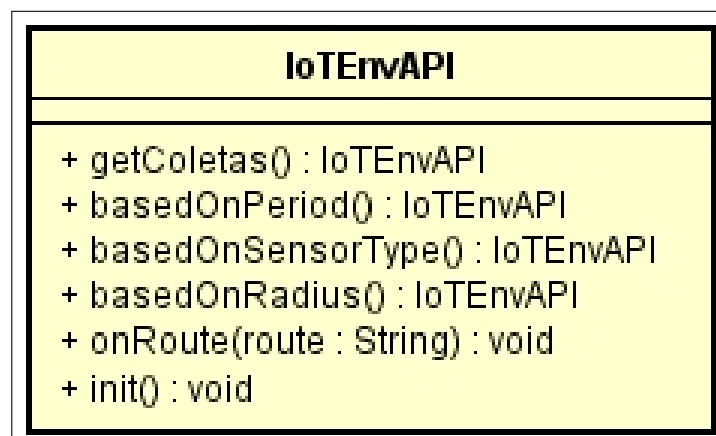 IoTEnvAPI
+ getColetas() : IoTEnvAPI
+ basedOnPeriod() : IoTEnvAPI
+ basedOnSensorType() : IoTEnvAPI
+ basedOnRadius() : IoTEnvAPI
+ onRoute(route : String) : void
+ init() : void